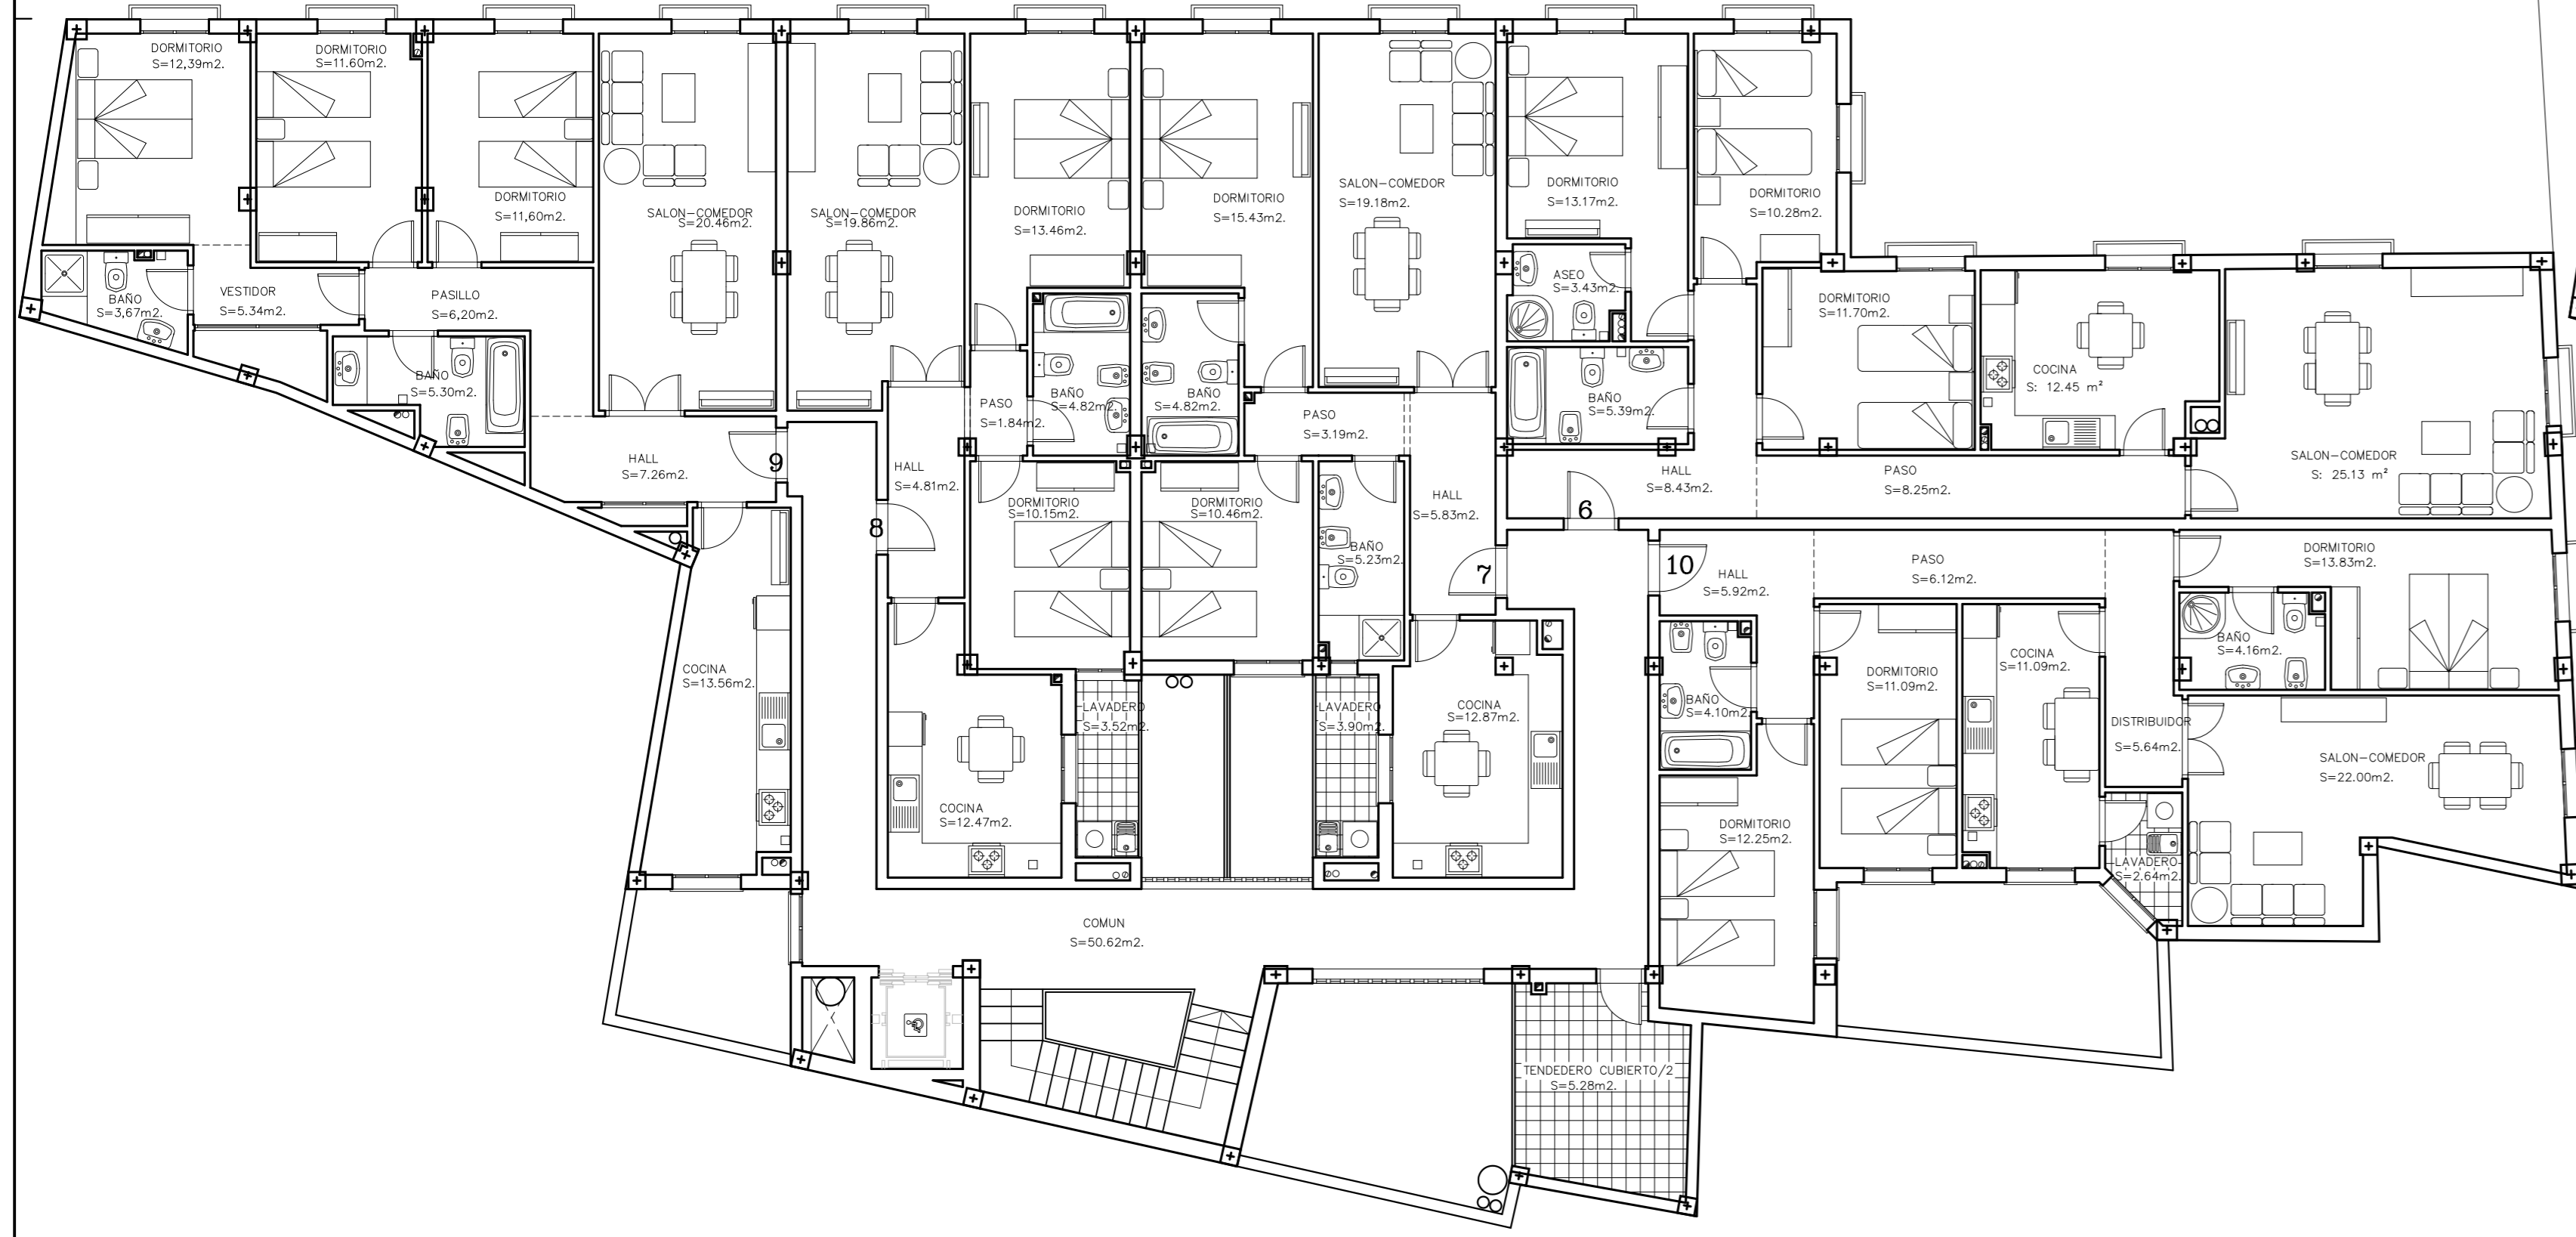 DORMITORIO
S=12,39m2.
DORMITORIO
S=11.60m2.
DORMITORIO
S=11,60m2.
SALON-COMEDOR
S=20.46m2.
SALON-COMEDOR
S=19.86m2.
DORMITORIO
S=13.46m2.
DORMITORIO
S=15.43m2.
SALON-COMEDOR
S=19.18m2.
DORMITORIO
S=13.17m2.
DORMITORIO
S=10.28m2.
BAÑO
S=3,67m2.
VESTIDOR
S=5.34m2.
PASILLO
S=6,20m2.
BAÑO
S=5.30m2.
ASEO
S=3.43m2.
DORMITORIO
S=11.70m2.
COCINA
S: 12.45 m²
SALON-COMEDOR
S: 25.13 m²
PASO
S=1.84m2.
BAÑO
S=4.82m2.
BAÑO
S=4.82m2.
PASO
S=3.19m2.
BAÑO
S=5.39m2.
HALL
S=7.26m2.
9
HALL
S=4.81m2.
8
DORMITORIO
S=10.15m2.
DORMITORIO
S=10.46m2.
BAÑO
S=5.23m2.
HALL
S=5.83m2.
7
6
HALL
S=8.43m2.
PASO
S=8.25m2.
10
HALL
S=5.92m2.
PASO
S=6.12m2.
DORMITORIO
S=13.83m2.
COCINA
S=13.56m2.
COCINA
S=12.47m2.
LAVADERO
S=3.52m2.
LAVADERO
S=3.90m2.
COCINA
S=12.87m2.
BAÑO
S=4.10m2.
DORMITORIO
S=11.09m2.
COCINA
S=11.09m2.
BAÑO
S=4.16m2.
DISTRIBUIDOR
S=5.64m2.
SALON-COMEDOR
S=22.00m2.
DORMITORIO
S=12.25m2.
LAVADERO
S=2.64m2.
COMUN
S=50.62m2.
TENDEDERO CUBIERTO/2
S=5.28m2.